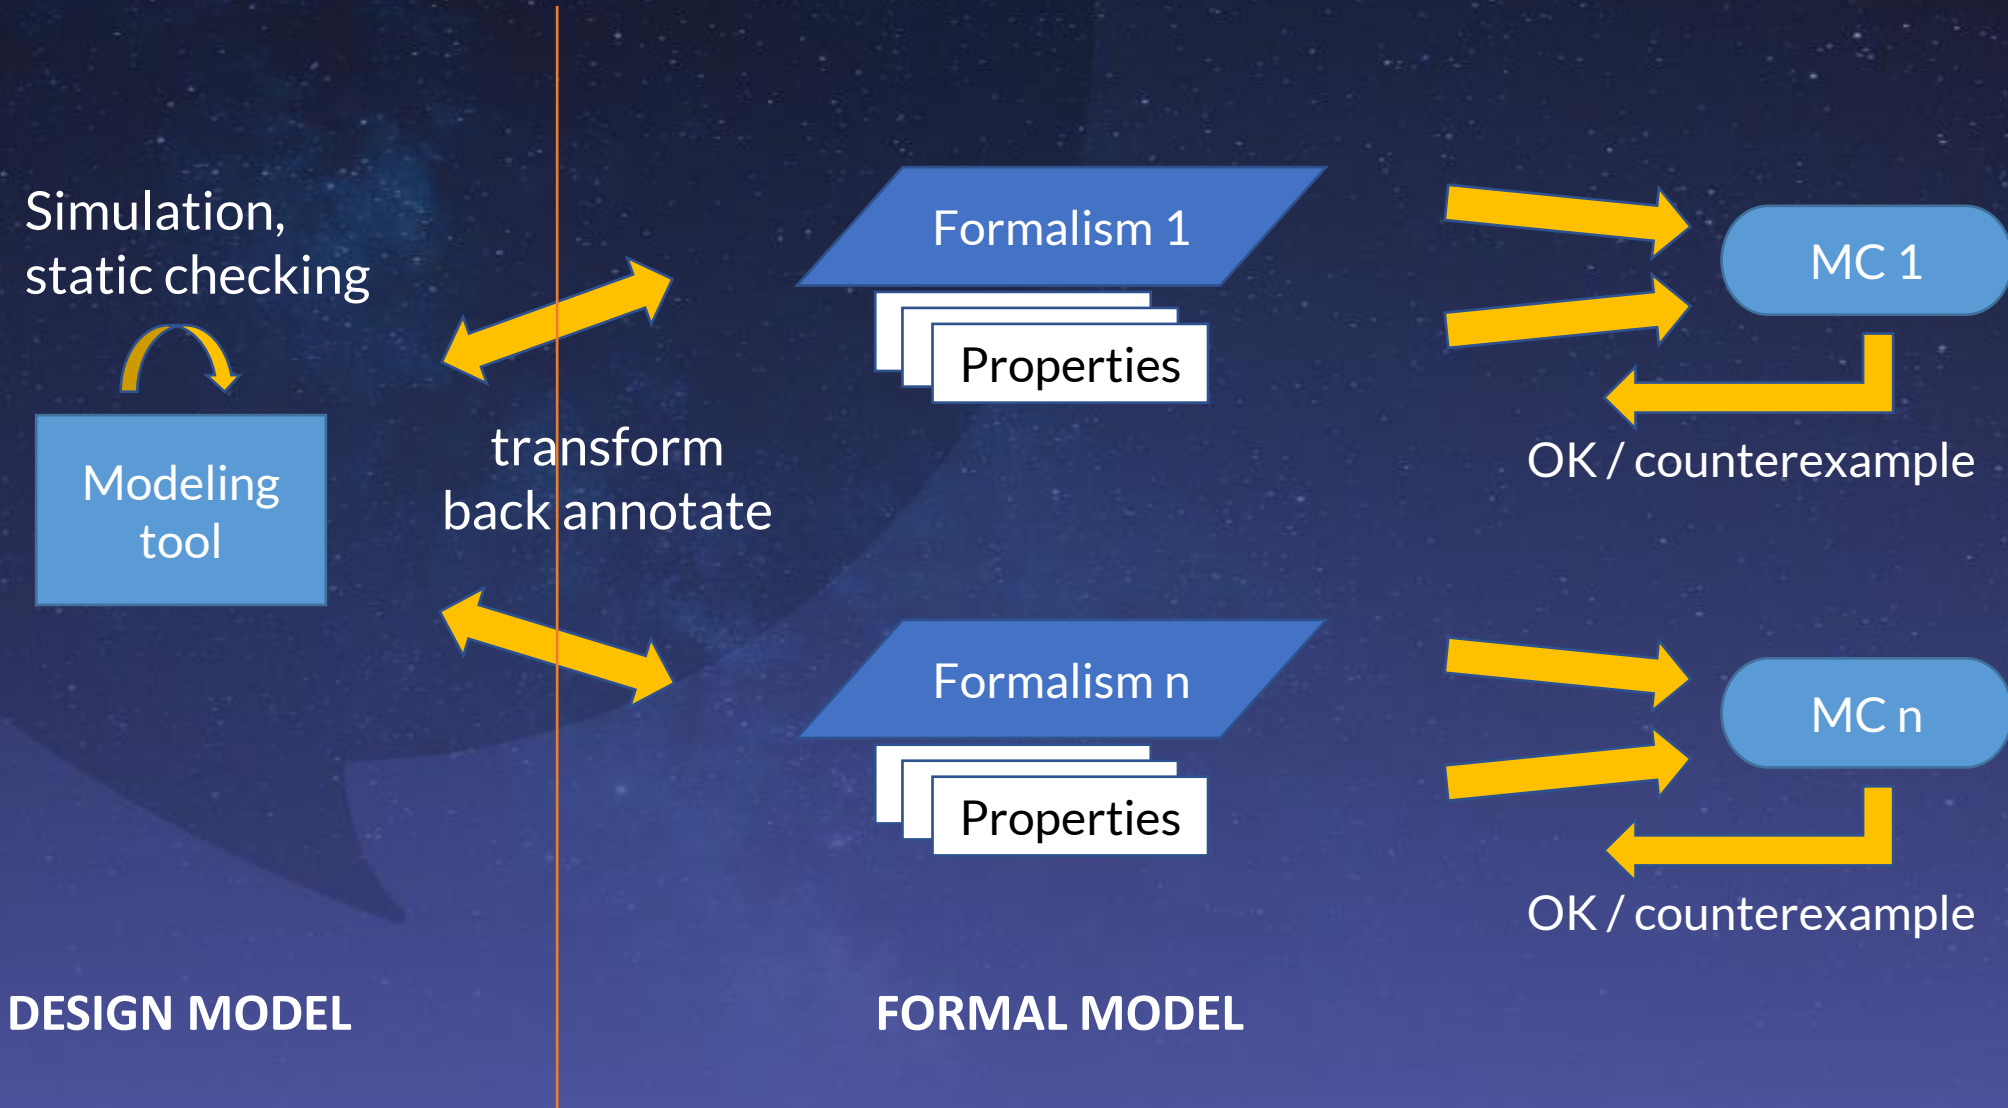 Simulation,
static checking
Modeling
tool
transform
back annotate
Formalism 1
Properties
MC 1
OK / counterexample
Formalism n
Properties
MC n
OK / counterexample
DESIGN MODEL
FORMAL MODEL